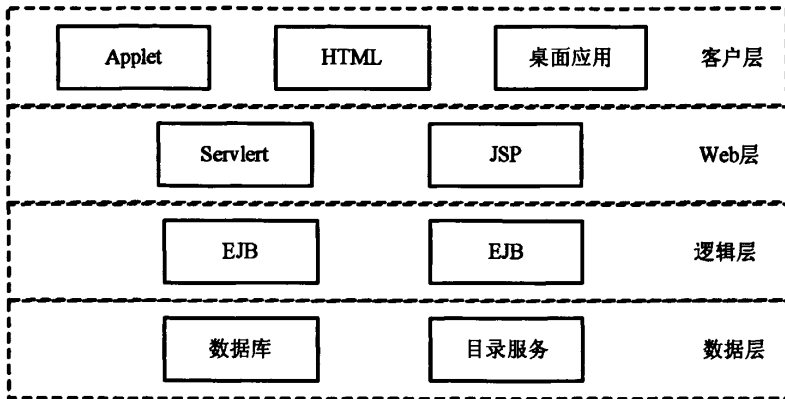 Applet HTML 桌面应用 客户层
Servlert JSP Web层
EJB EJB 逻辑层
数据库 目录服务 数据层